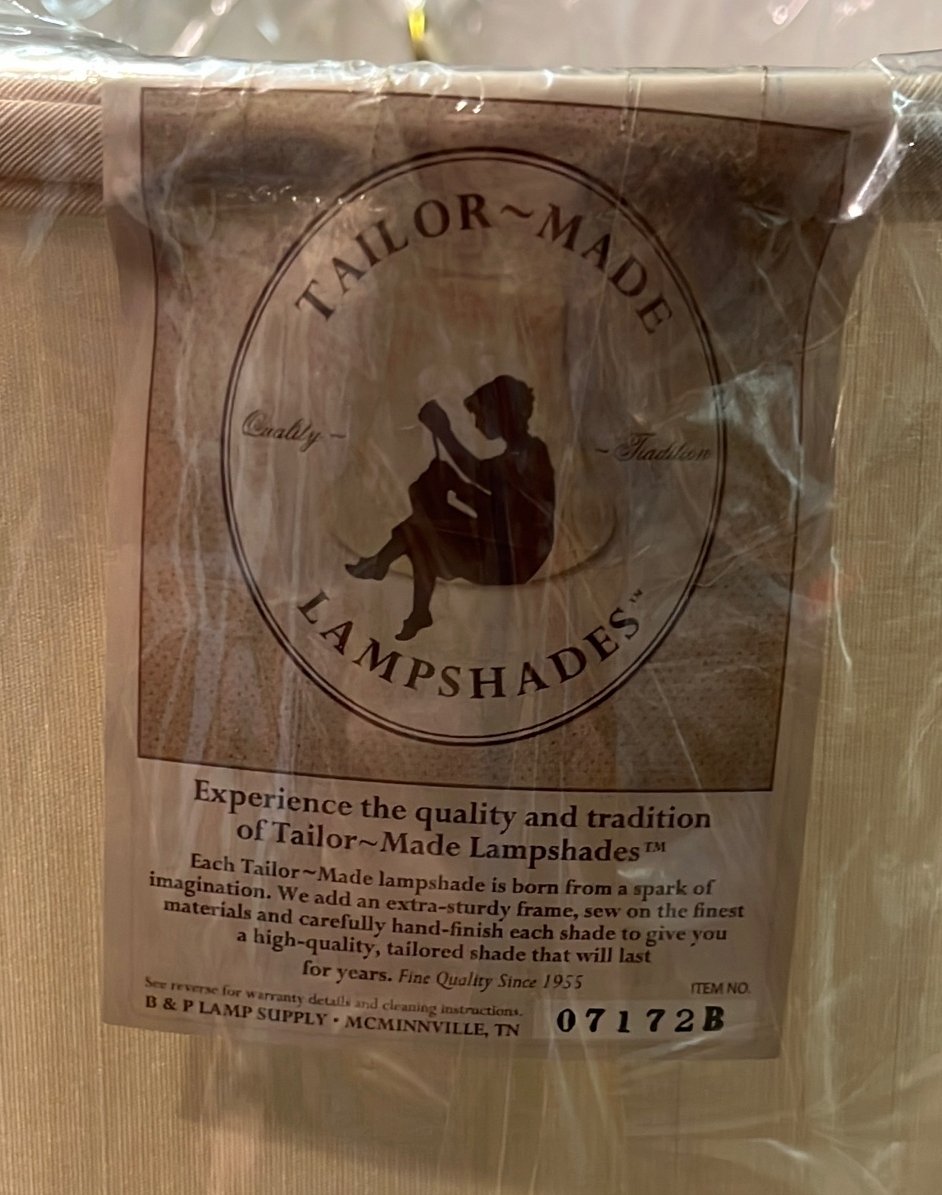 TAILOR~MADE
Quality ~
~ Tradition
LAMPSHADES™
Experience the quality and tradition
of Tailor~Made Lampshades™
Each Tailor~Made lampshade is born from a spark of
imagination. We add an extra-sturdy frame, sew on the finest
materials and carefully hand-finish each shade to give you
a high-quality, tailored shade that will last
for years. Fine Quality Since 1955
See reverse for warranty details and cleaning instructions.
ITEM NO.
B & P LAMP SUPPLY • MCMINNVILLE, TN
07172B